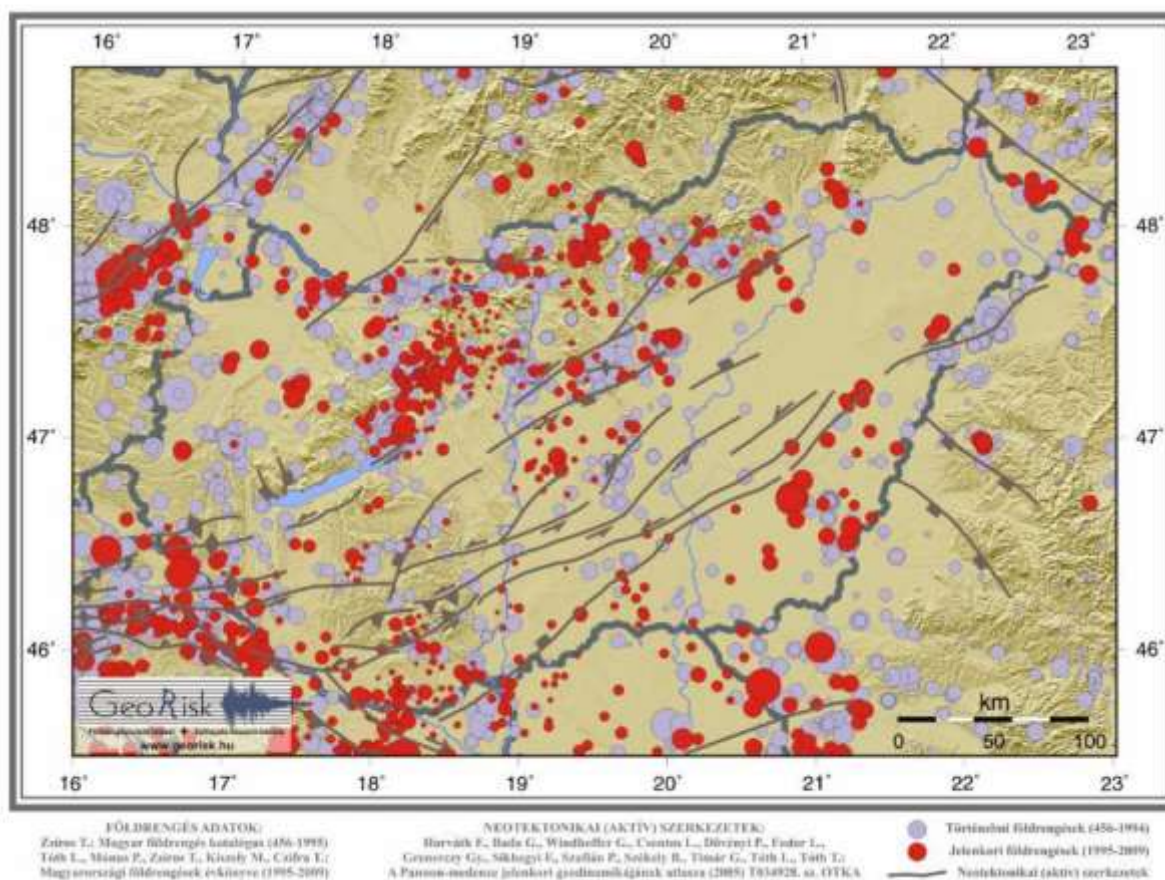 16° 17° 18° 19° 20° 21° 22° 23°
48° 48°
47° 47°
46° 46°
GeoRisk
www.georisk.hu
km
0 50 100
16° 17° 18° 19° 20° 21° 22° 23°
FÖLDRENGÉS ADATOK:
Zsíros T.: Magyar földrengés katalógus (456-1995)
Tóth L., Mónus P., Zsíros T., Kiszely M., Czifra T.:
Magyarországi földrengések évkönyve (1995-2009)
NEOTEKTONIKAI (AKTÍV) SZERKEZETEK:
Horváth F., Bada G., Windhoffer G., Csontos L., Dövényi P., Fodor L.,
Grenerczy Gy., Síkhegyi F., Szafián P., Székely B., Timár G., Tóth L., Tóth T.:
A Pannon-medence jelenkori geodinamikájának atlasza (2005) T034928. sz. OTKA
Történelmi földrengések (456-1994)
Jelenkori földrengések (1995-2009)
Neotektonikai (aktív) szerkezetek